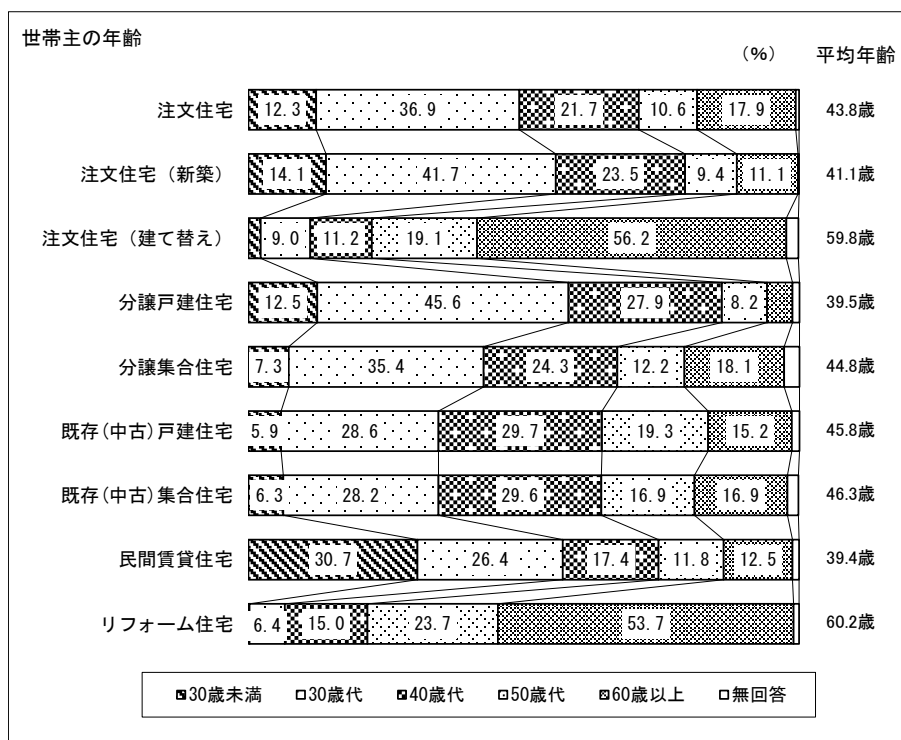 世帯主の年齢
(%) 平均年齢
注文住宅 12.3 36.9 21.7 10.6 17.9 43.8歳
注文住宅（新築） 14.1 41.7 23.5 9.4 11.1 41.1歳
注文住宅（建て替え） 9.0 11.2 19.1 56.2 59.8歳
分譲戸建住宅 12.5 45.6 27.9 8.2 39.5歳
分譲集合住宅 7.3 35.4 24.3 12.2 18.1 44.8歳
既存(中古)戸建住宅 5.9 28.6 29.7 19.3 15.2 45.8歳
既存(中古)集合住宅 6.3 28.2 29.6 16.9 16.9 46.3歳
民間賃貸住宅 30.7 26.4 17.4 11.8 12.5 39.4歳
リフォーム住宅 6.4 15.0 23.7 53.7 60.2歳
30歳未満 30歳代 40歳代 50歳代 60歳以上 無回答